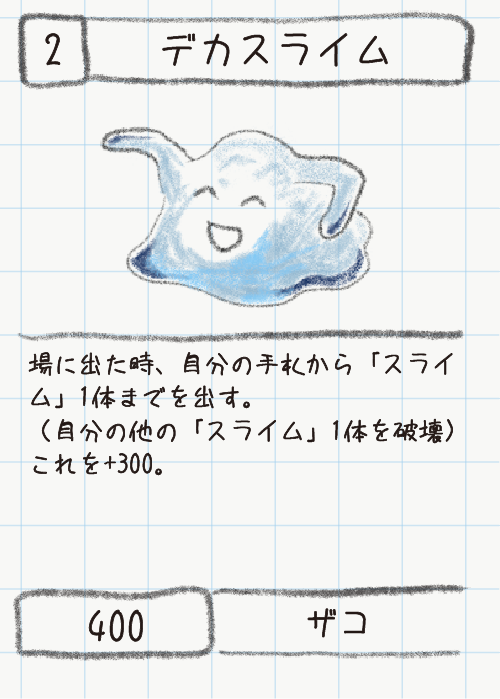 2
デカスライム
場に出た時、自分の手札から「スライ
ム」1体までを出す。
（自分の他の「スライム」1体を破壊）
これを+300。
400
ザコ